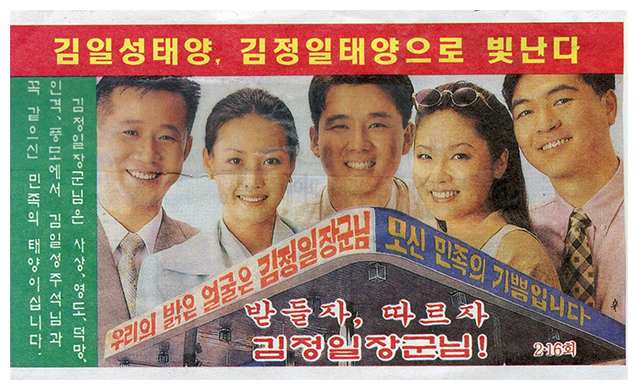 김일성태양, 김정일태양으로 빛난다
김정일장군님은 사상, 영도, 덕망,
인격, 풍모에서 김일성주석님과
꼭 같으신 민족의 태양이십니다.
우리의 밝은 얼굴은 김정일장군님
모신 민족의 기쁨입니다
받들자, 따르자
김정일장군님!
2·16회